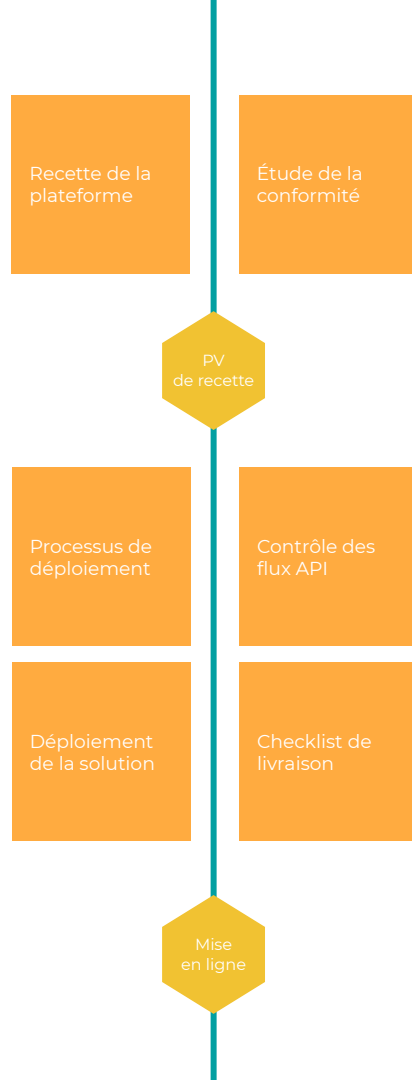 Recette de la
plateforme
Étude de la
conformité
PV
de recette
Processus de
déploiement
Contrôle des
flux API
Déploiement
de la solution
Checklist de
livraison
Mise
en ligne